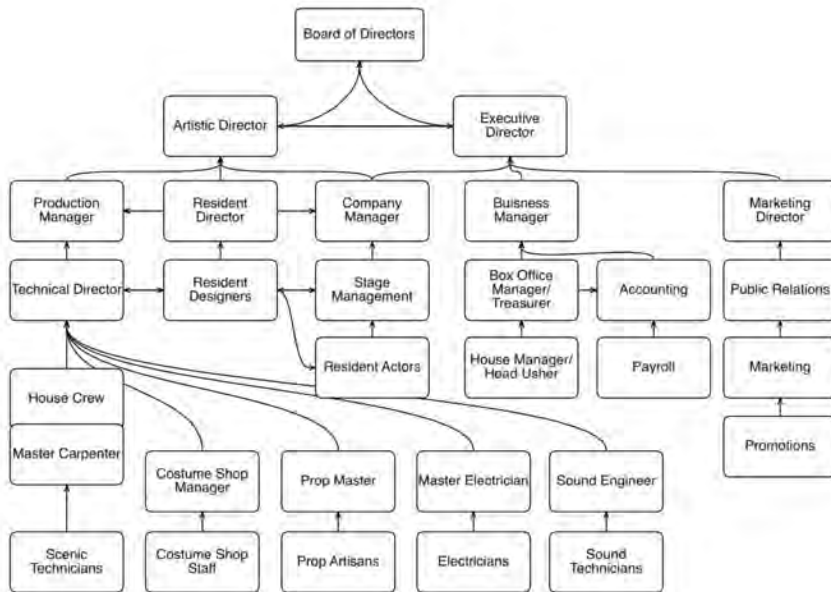 Board of Directors
Artistic Director
Executive
Director
Production
Manager
Resident
Director
Company
Manager
Buisness
Manager
Marketing
Director
Technical Director
Resident
Designers
Stage
Management
Box Office
Manager/
Treasurer
Accounting
Public Relations
House Crew
Resident Actors
House Manager/
Head Usher
Payroll
Marketing
Master Carpenter
Costume Shop
Manager
Prop Master
Master Electrician
Sound Engineer
Promotions
Scenic
Technicians
Costume Shop
Staff
Prop Artisans
Electricians
Sound
Technicians